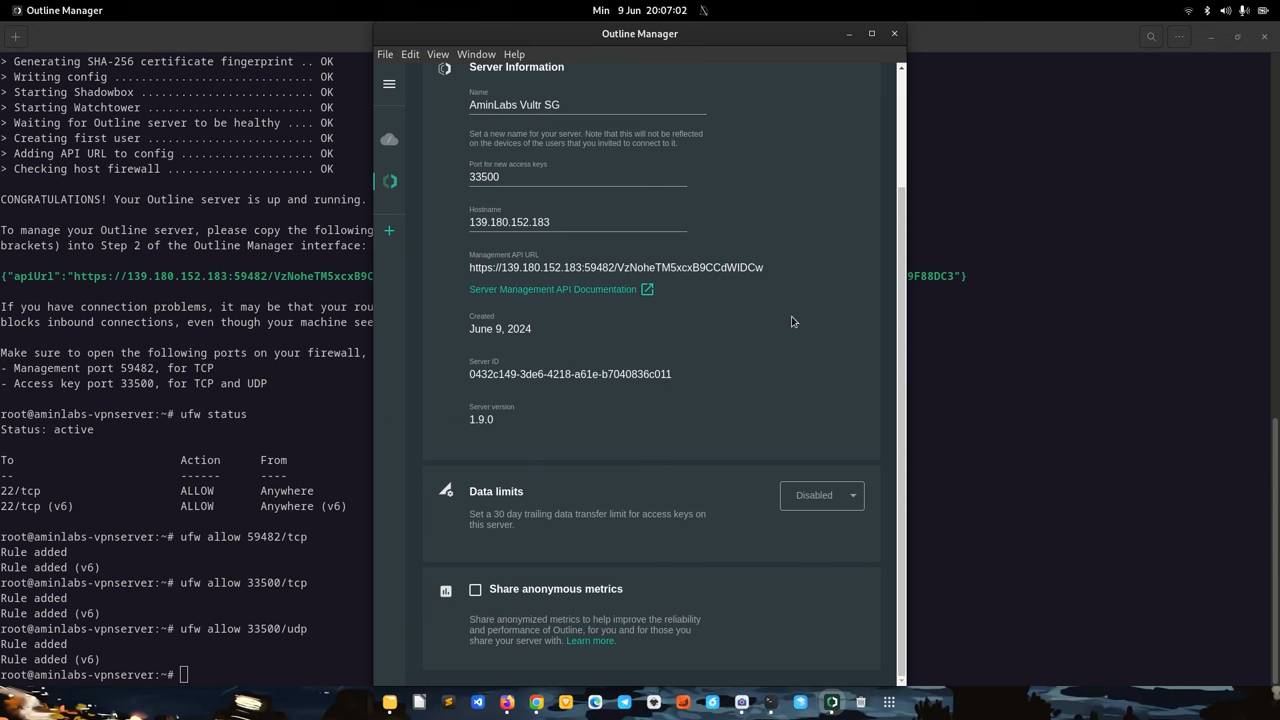 Outline Manager
Min 9 Jun 20:07:02
> Generating SHA-256 certificate fingerprint .. OK
> Writing config .......................... OK
> Starting Shadowbox ...................... OK
> Starting Watchtower ..................... OK
> Waiting for Outline server to be healthy .... OK
> Creating first user ..................... OK
> Adding API URL to config ................ OK
> Checking host firewall .................. OK
CONGRATULATIONS! Your Outline server is up and running.
To manage your Outline server, please copy the following
brackets) into Step 2 of the Outline Manager interface:
{"apiUrl":"https://139.180.152.183:59482/VzNoheTM5xcxB9C
9F88DC3"}
If you have connection problems, it may be that your rou
blocks inbound connections, even though your machine see
Make sure to open the following ports on your firewall,
- Management port 59482, for TCP
- Access key port 33500, for TCP and UDP
root@aminlabs-vpnserver:~# ufw status
Status: active
To Action From
-- ------ ----
22/tcp ALLOW Anywhere
22/tcp (v6) ALLOW Anywhere (v6)
root@aminlabs-vpnserver:~# ufw allow 59482/tcp
Rule added
Rule added (v6)
root@aminlabs-vpnserver:~# ufw allow 33500/tcp
Rule added
Rule added (v6)
root@aminlabs-vpnserver:~# ufw allow 33500/udp
Rule added
Rule added (v6)
root@aminlabs-vpnserver:~#
Outline Manager
File Edit View Window Help
Server Information
Name
AminLabs Vultr SG
Set a new name for your server. Note that this will not be reflected
on the devices of the users that you invited to connect to it.
Port for new access keys
33500
Hostname
139.180.152.183
Management API URL
https://139.180.152.183:59482/VzNoheTM5xcxB9CCdWIDCw
Server Management API Documentation
Created
June 9, 2024
Server ID
0432c149-3de6-4218-a61e-b7040836c011
Server version
1.9.0
Data limits
Disabled
Set a 30 day trailing data transfer limit for access keys on
this server.
Share anonymous metrics
Share anonymized metrics to help improve the reliability
and performance of Outline, for you and for those you
share your server with. Learn more.